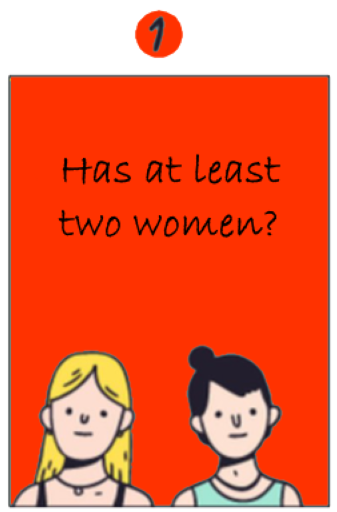 1
Has at least
two women?